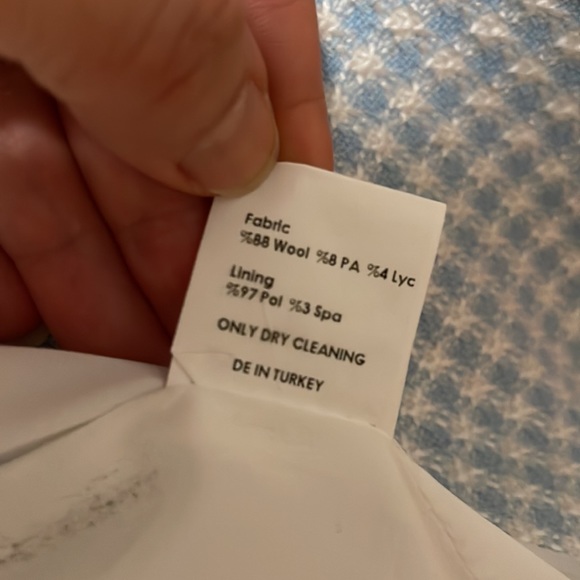 Fabric
%88 Wool %8 PA %4 Lyc
Lining
%97 Pol %3 Spa
ONLY DRY CLEANING
DE IN TURKEY